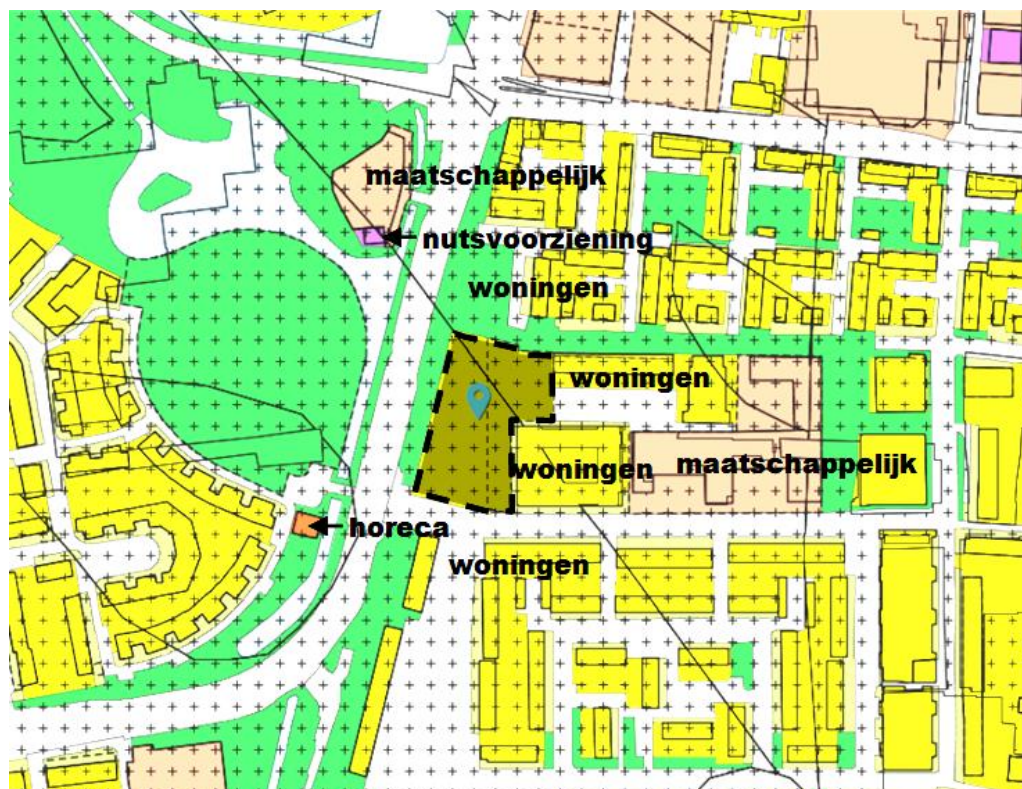 maatschappelijk
nutsvoorziening
woningen
woningen
woningen
maatschappelijk
horeca
woningen